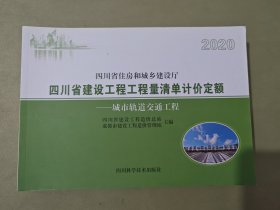 2020
四川省住房和城乡建设厅
四川省建设工程工程量清单计价定额
——城市轨道交通工程
四川省建设工程造价总站
成都市建设工程造价管理站
主编
四川科学技术出版社